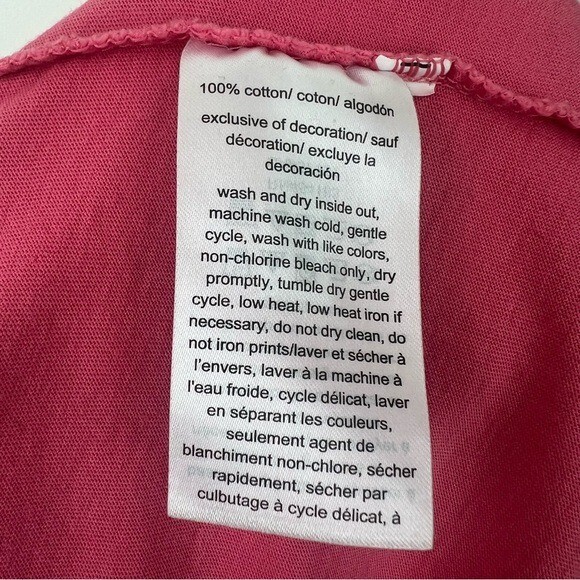 100% cotton/ coton/ algodón
exclusive of decoration/ sauf
décoration/ excluye la
decoración
wash and dry inside out,
machine wash cold, gentle
cycle, wash with like colors,
non-chlorine bleach only, dry
promptly, tumble dry gentle
cycle, low heat, low heat iron if
necessary, do not dry clean, do
not iron prints/laver et sécher à
l'envers, laver à la machine à
l'eau froide, cycle délicat, laver
en séparant les couleurs,
seulement agent de
blanchiment non-chlore, sécher
rapidement, sécher par
culbutage à cycle délicat, à